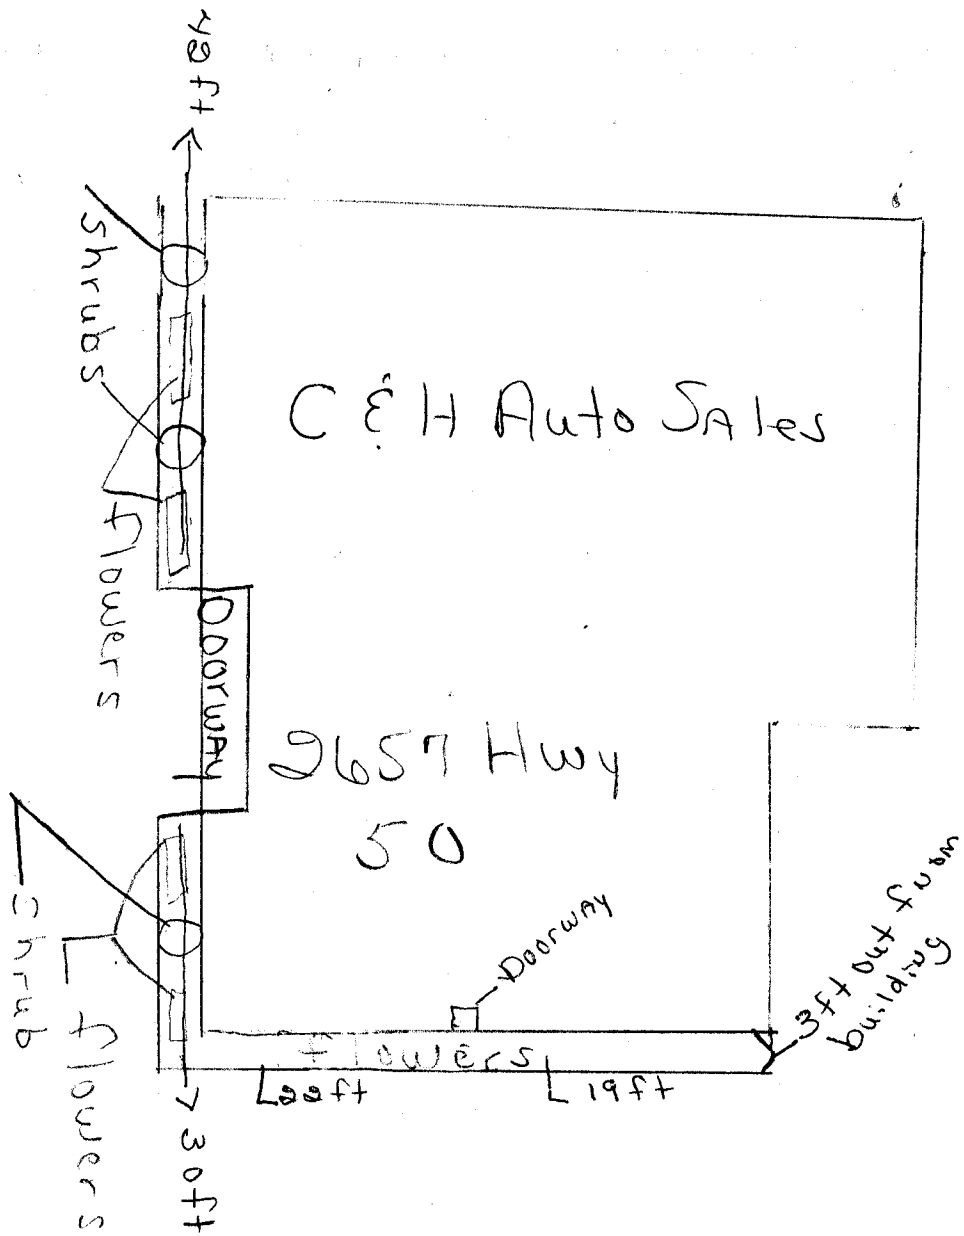 42ft
Shrubs
flowers
C & H Auto SAles
DoorwAy
2657 Hwy
50
DoorwAy
3ft out from
building
flowers
22ft
19ft
Shrub
flowers
30ft